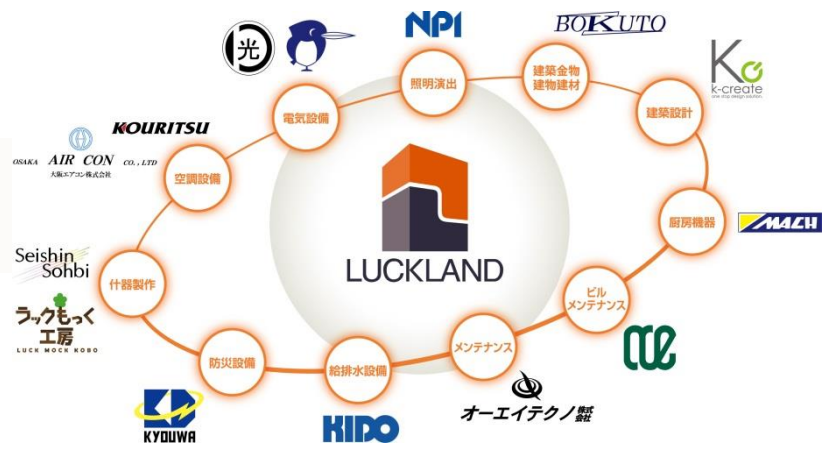 光
NPI
BOKUTO
K
k-create
one stop design solution.
照明演出
建築金物
建物建材
電気設備
建築設計
KOURITSU
OSAKA AIR CON CO., LTD
大阪エアコン株式会社
空調設備
LUCKLAND
厨房機器
MACH
Seishin
Sohbi
什器製作
ラックもっく
工房
LUCK MOCK KOBO
ビル
メンテナンス
防災設備
給排水設備
メンテナンス
KYOUWA
KIDO
オーエイテクノ株式会社